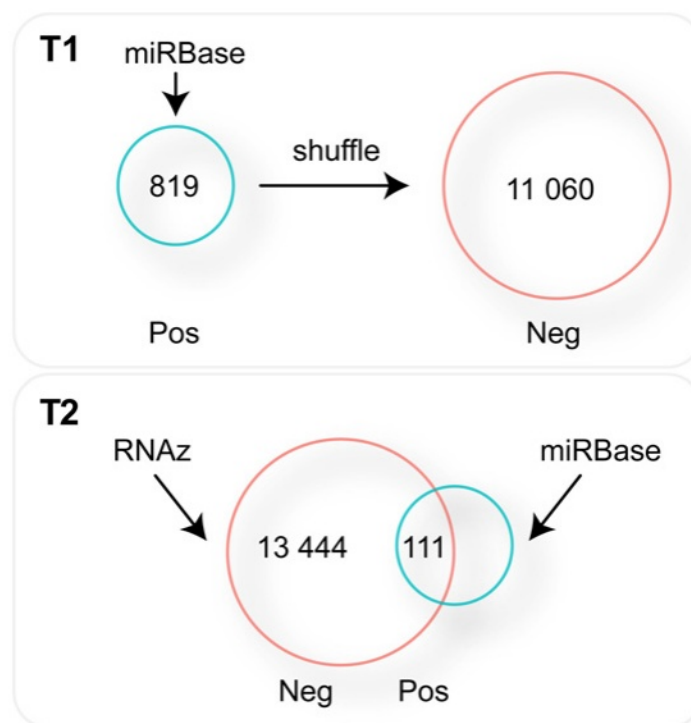 T1
miRBase
819
shuffle
11 060
Pos
Neg
T2
RNAz
miRBase
13 444
111
Neg
Pos